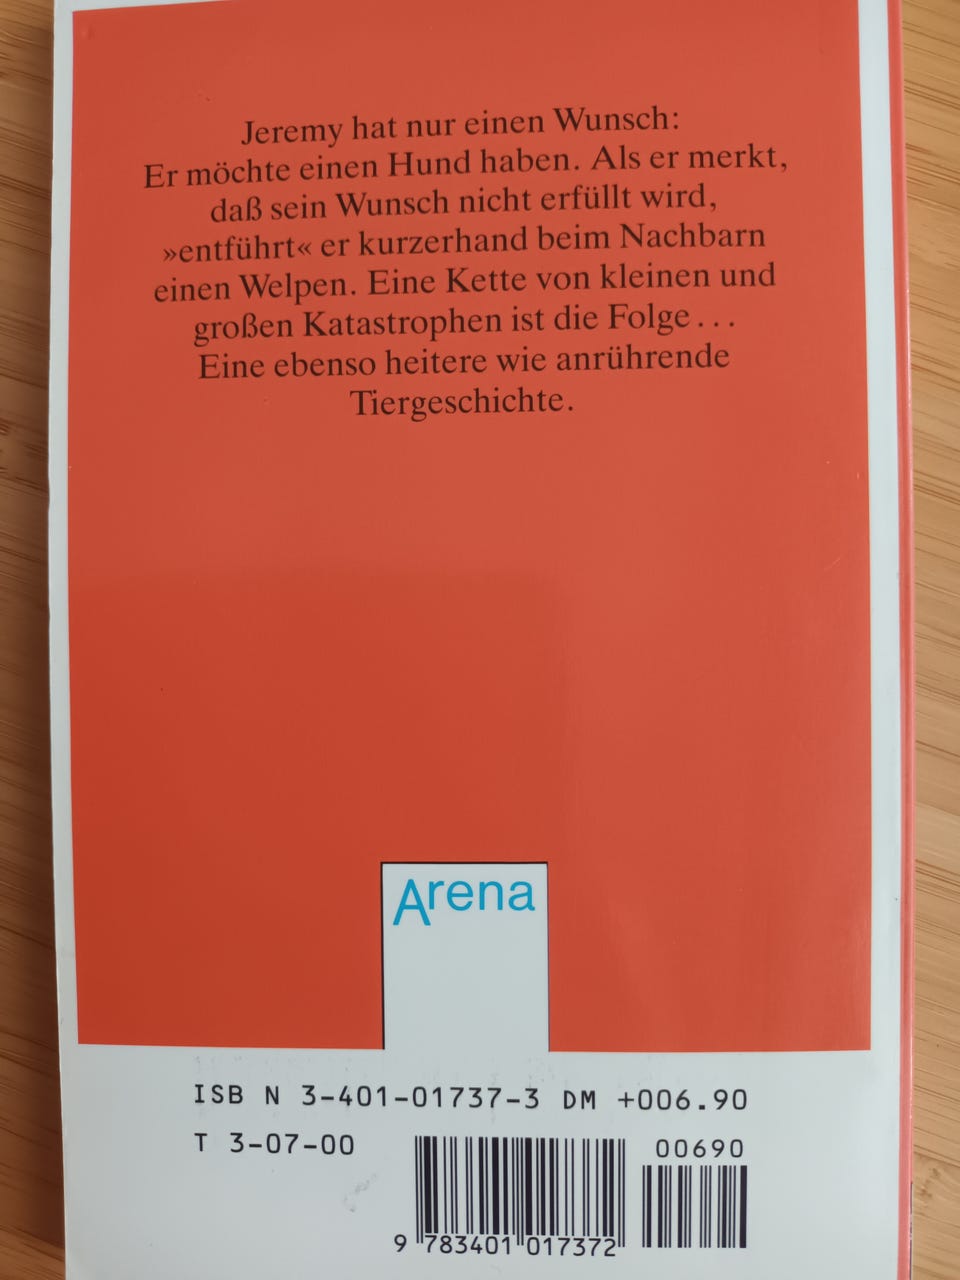 Jeremy hat nur einen Wunsch:
Er möchte einen Hund haben. Als er merkt,
daß sein Wunsch nicht erfüllt wird,
»entführt« er kurzerhand beim Nachbarn
einen Welpen. Eine Kette von kleinen und
großen Katastrophen ist die Folge...
Eine ebenso heitere wie anrührende
Tiergeschichte.
Arena
ISB N 3-401-01737-3 DM +006.90
T 3-07-00
00690
9 783401 017372